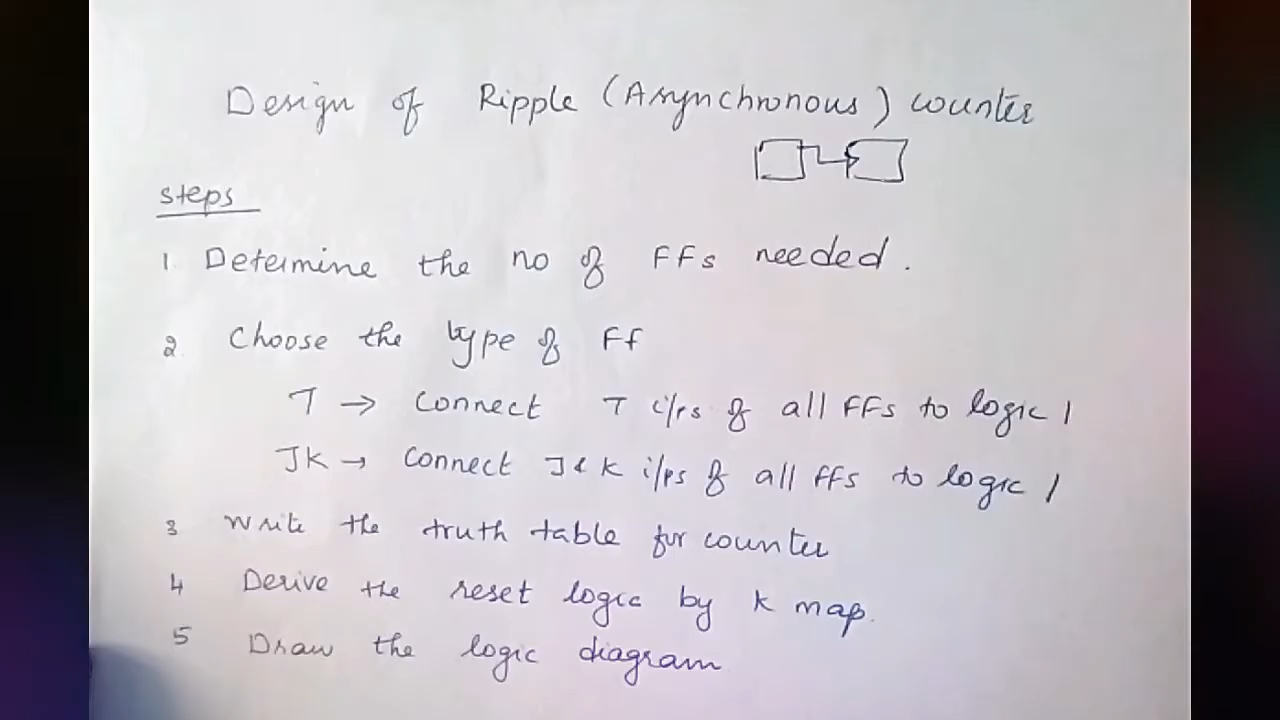 Design of Ripple (Asynchronous) counter
steps
1. Determine the no of FFs needed.
2. Choose the type of Ff
T → connect T i/ps of all FFs to logic 1
JK → connect J & K i/ps of all ffs to logic 1
3 Write the truth table for counter
4 Derive the reset logic by K map.
5 Draw the logic diagram